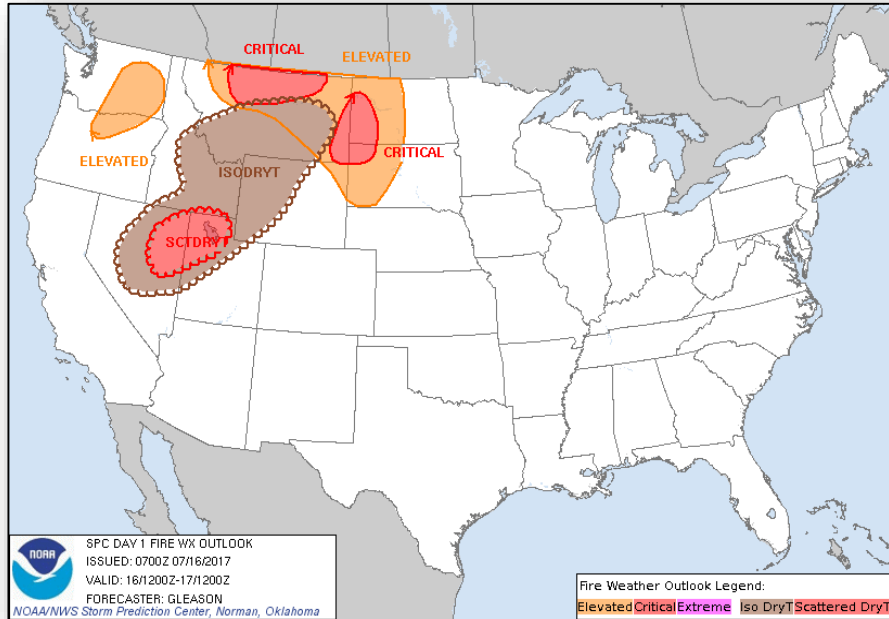 CRITICAL
ELEVATED
ELEVATED
CRITICAL
ISODRYT
SCTDRYT
NOAA
SPC DAY 1 FIRE WX OUTLOOK
ISSUED: 0700Z 07/16/2017
VALID: 16/1200Z-17/1200Z
FORECASTER: GLEASON
NOAA/NWS Storm Prediction Center, Norman, Oklahoma
Fire Weather Outlook Legend:
Elevated Critical Extreme Iso DryT Scattered DryT